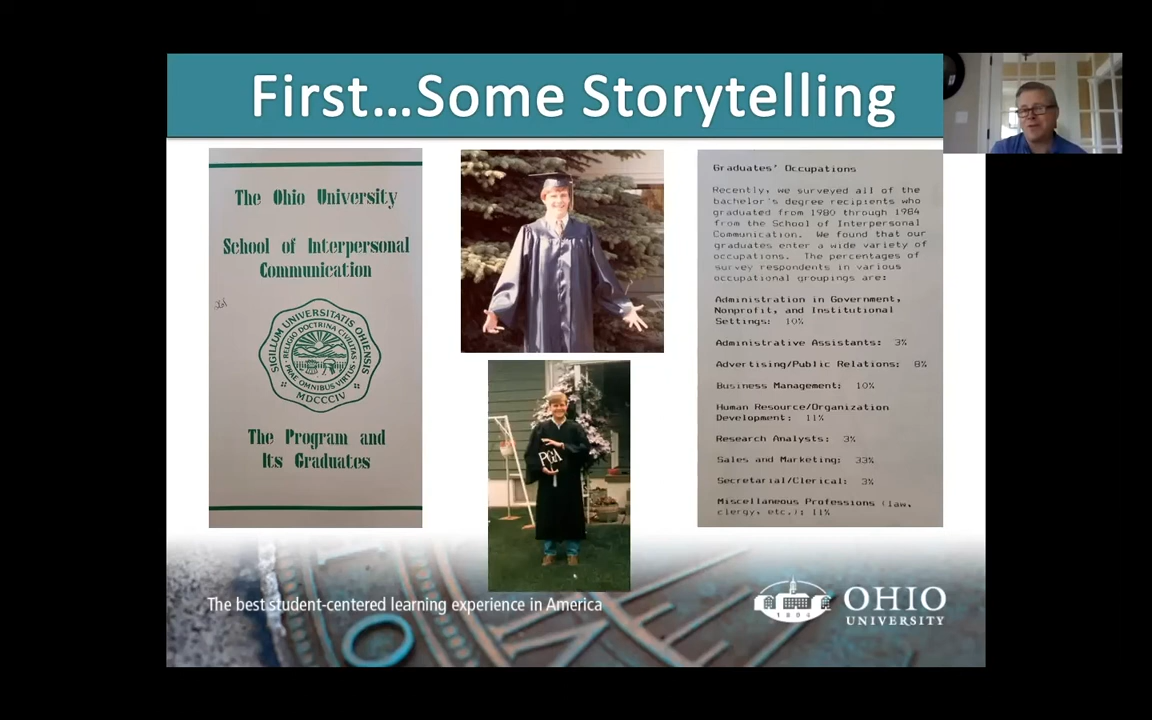 First...Some Storytelling
The Ohio University
School of Interpersonal
Communication
SIGILLUM UNIVERSITATIS OHIENSIS
RELIGIO DOCTRINA CIVILITAS
PRAE OMNIBUS VIRTUS
MDCCCIV
The Program and
Its Graduates
PGA
Graduates' Occupations
Recently, we surveyed all of the
bachelor's degree recipients who
graduated from 1980 through 1984
from the School of Interpersonal
Communication. We found that our
graduates enter a wide variety of
occupations. The percentages of
survey respondents in various
occupational groupings are:
Administration in Government,
Nonprofit, and Institutional
Settings: 10%
Administrative Assistants: 3%
Advertising/Public Relations: 8%
Business Management: 10%
Human Resource/Organization
Development: 11%
Research Analysts: 3%
Sales and Marketing: 33%
Secretarial/Clerical: 3%
Miscellaneous Professions (law,
clergy, etc.): 11%
The best student-centered learning experience in America
1804
OHIO
UNIVERSITY